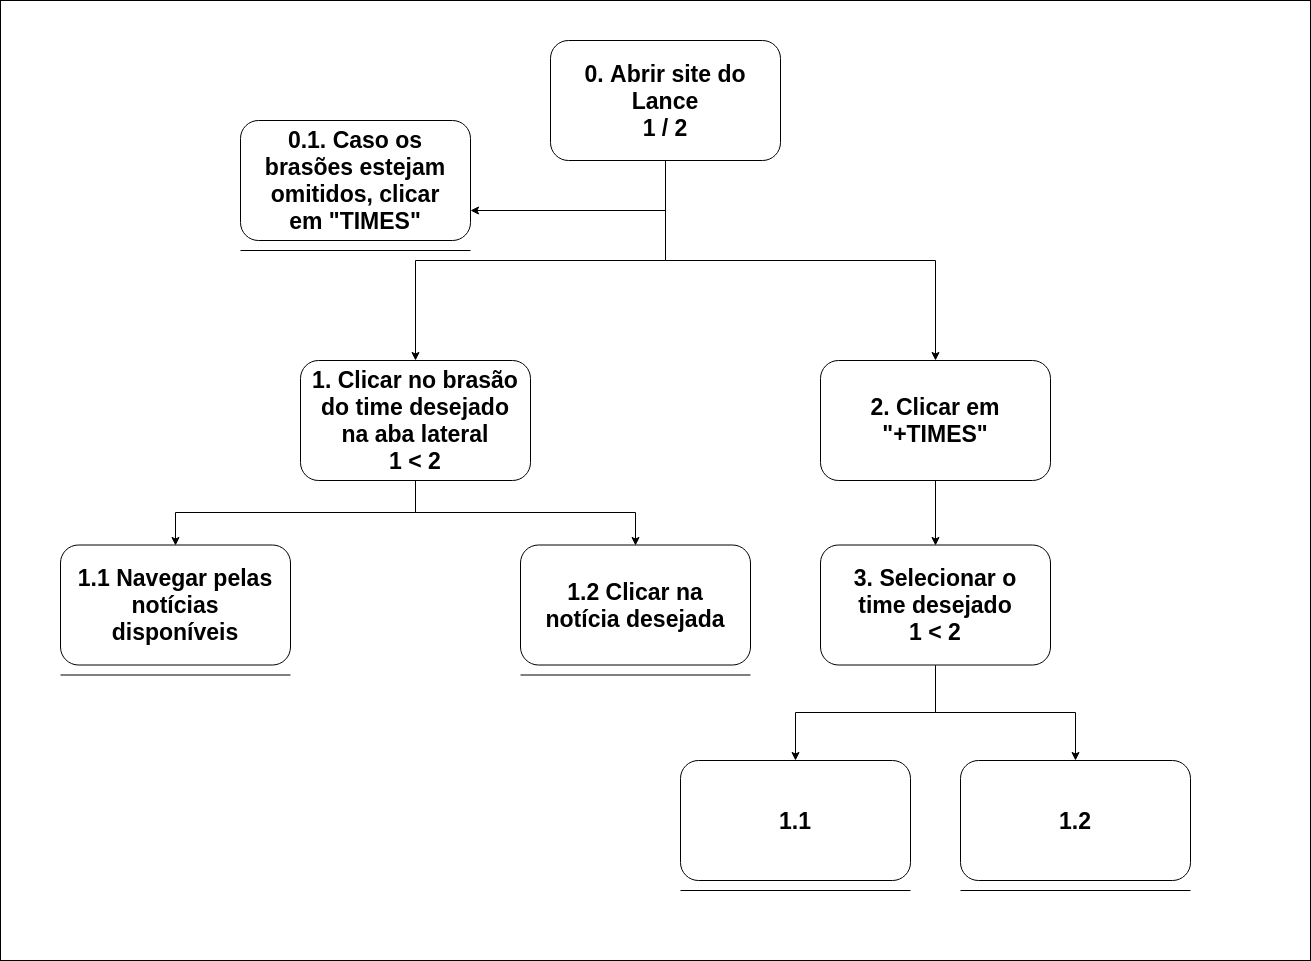 0. Abrir site do
Lance
1 / 2
0.1. Caso os
brasões estejam
omitidos, clicar
em "TIMES"
1. Clicar no brasão
do time desejado
na aba lateral
1 < 2
2. Clicar em
"+TIMES"
1.1 Navegar pelas
notícias
disponíveis
1.2 Clicar na
notícia desejada
3. Selecionar o
time desejado
1 < 2
1.1
1.2